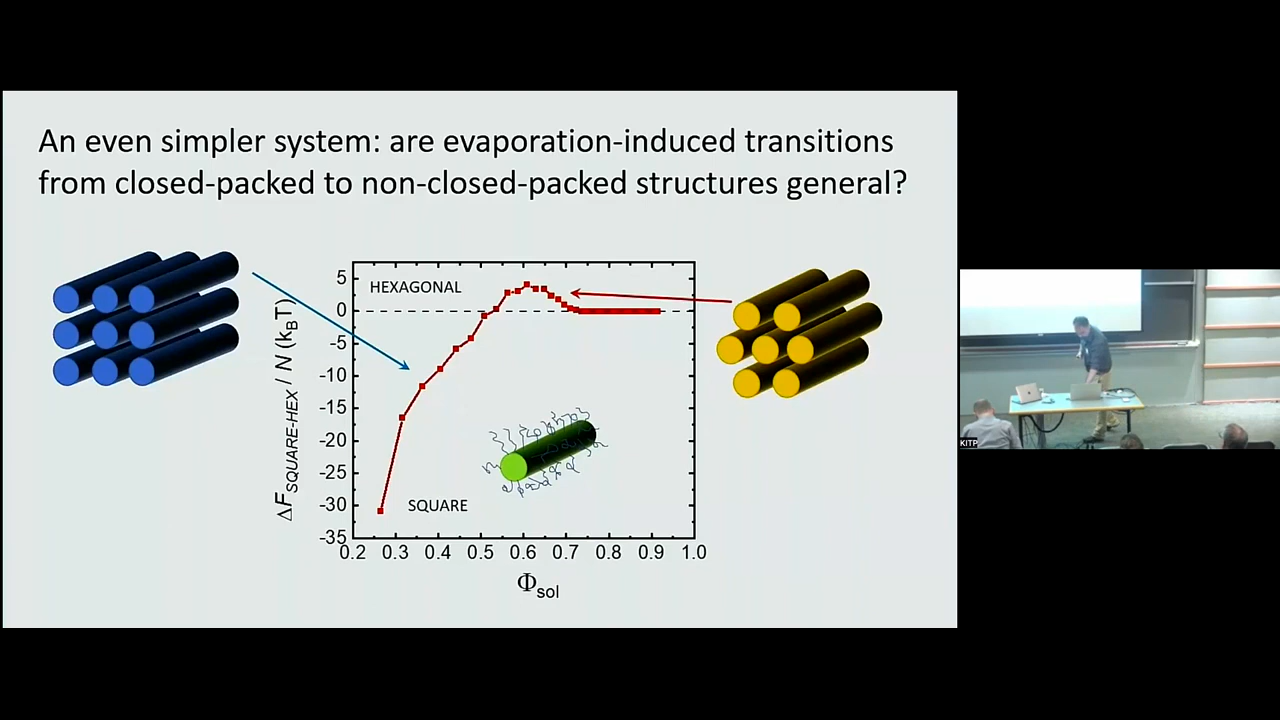 An even simpler system: are evaporation-induced transitions
from closed-packed to non-closed-packed structures general?
HEXAGONAL
SQUARE
ΔF_SQUARE-HEX / N (k_BT)
5
0
-5
-10
-15
-20
-25
-30
-35
0.2 0.3 0.4 0.5 0.6 0.7 0.8 0.9 1.0
Φ_sol
KITP